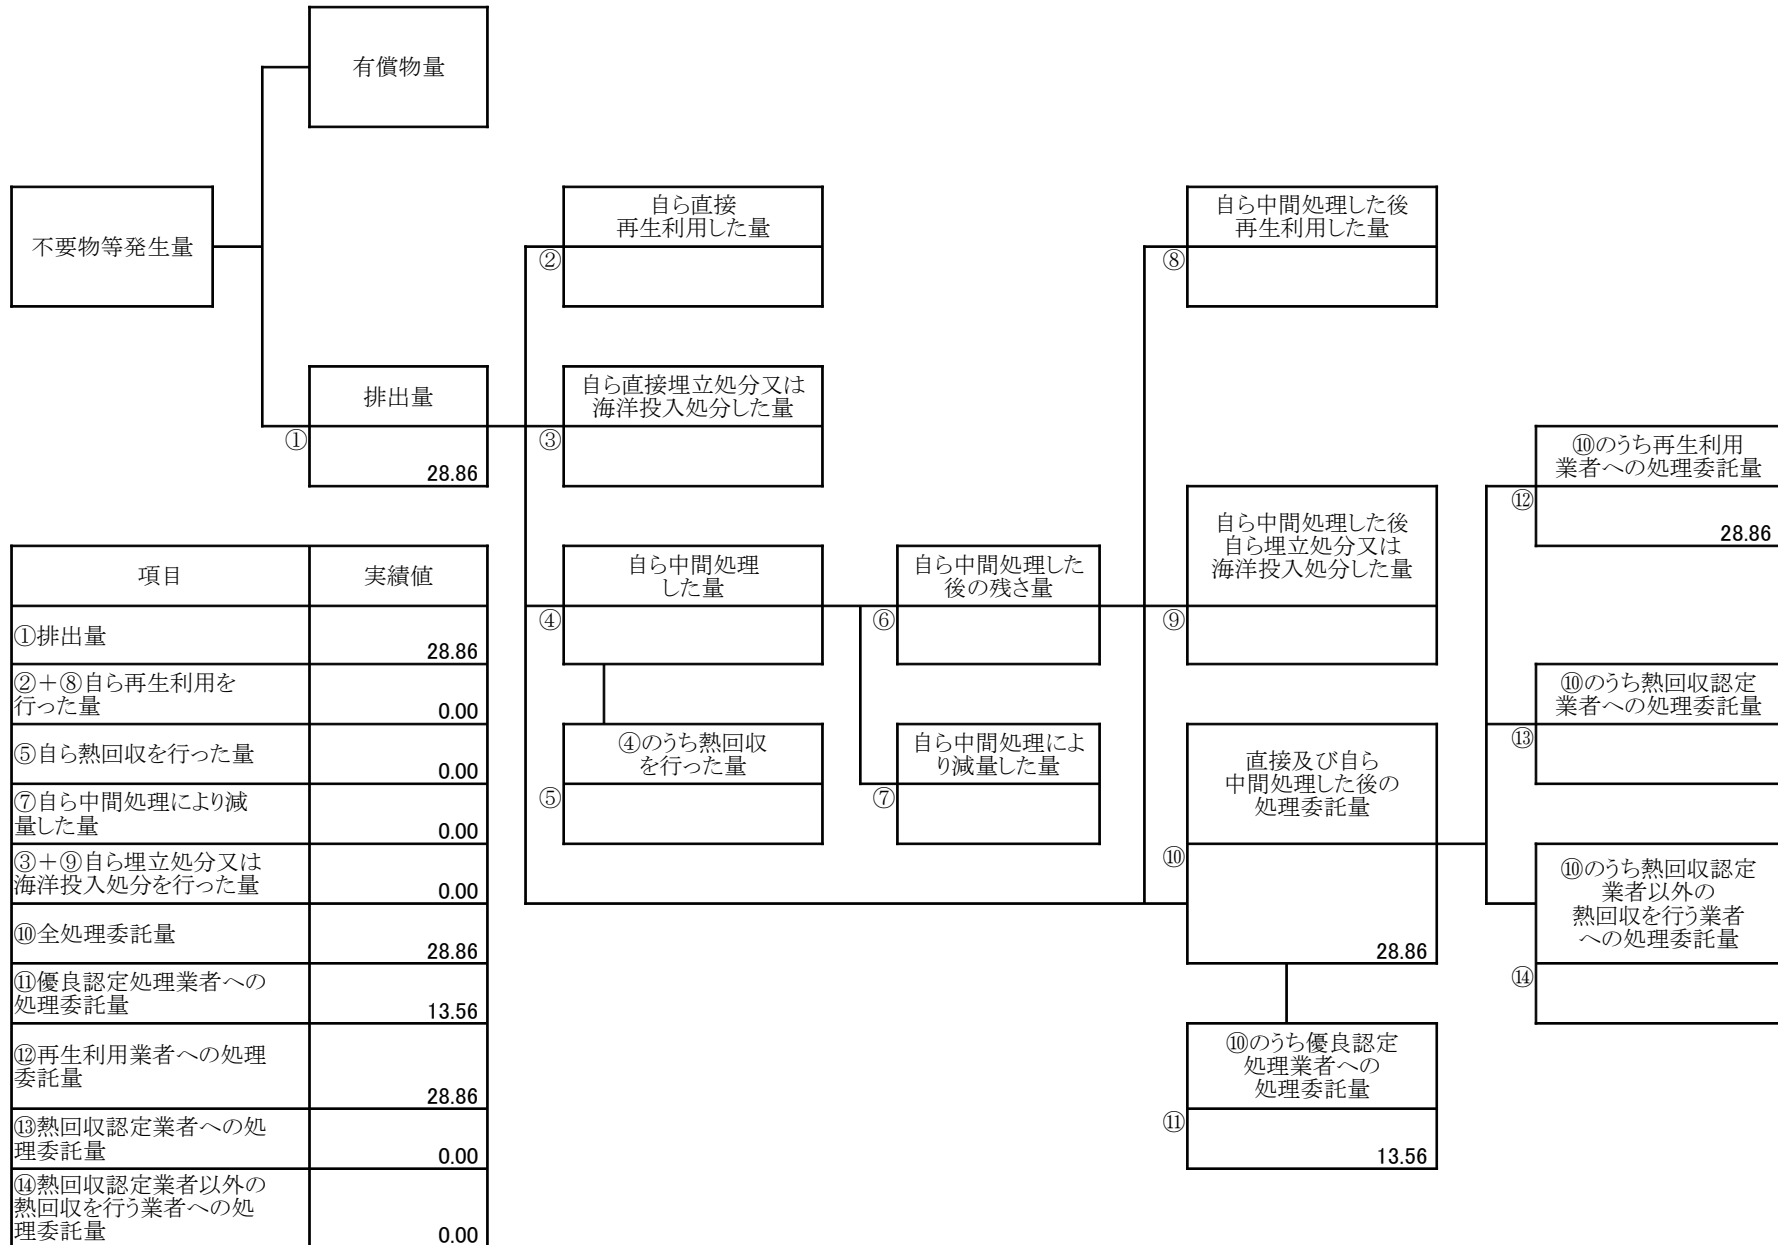 有償物量
不要物等発生量
自ら直接
再生利用した量
②
自ら中間処理した後
再生利用した量
⑧
排出量
①
28.86
自ら直接埋立処分又は
海洋投入処分した量
③
⑩のうち再生利用
業者への処理委託量
⑫
28.86
自ら中間処理
した量
④
自ら中間処理した
後の残さ量
⑥
自ら中間処理した後
自ら埋立処分又は
海洋投入処分した量
⑨
④のうち熱回収
を行った量
⑤
自ら中間処理によ
り減量した量
⑦
直接及び自ら
中間処理した後の
処理委託量
⑩
28.86
⑩のうち熱回収認定
業者への処理委託量
⑬
⑩のうち熱回収認定
業者以外の
熱回収を行う業者
への処理委託量
⑭
⑩のうち優良認定
処理業者への
処理委託量
⑪
13.56
項目 実績値
①排出量
28.86
②＋⑧自ら再生利用を
行った量
0.00
⑤自ら熱回収を行った量
0.00
⑦自ら中間処理により減
量した量
0.00
③＋⑨自ら埋立処分又は
海洋投入処分を行った量
0.00
⑩全処理委託量
28.86
⑪優良認定処理業者への
処理委託量
13.56
⑫再生利用業者への処理
委託量
28.86
⑬熱回収認定業者への処
理委託量
0.00
⑭熱回収認定業者以外の
熱回収を行う業者への処
理委託量
0.00